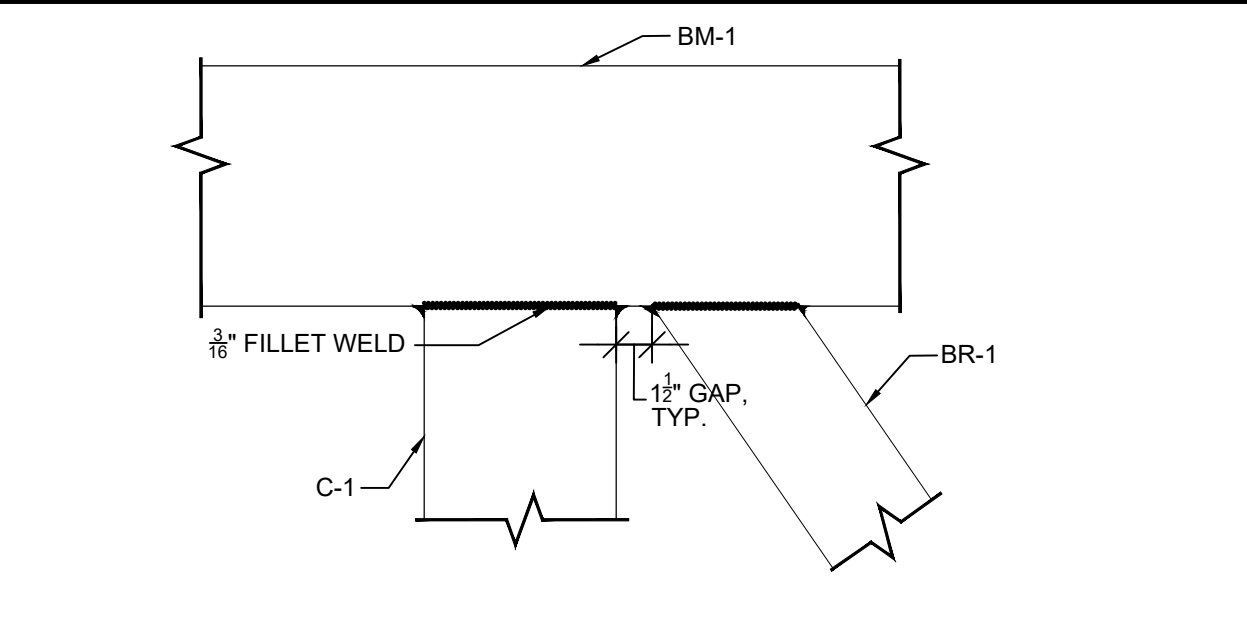 BM-1
3/16" FILLET WELD
BR-1
1 1/2" GAP,
TYP.
C-1